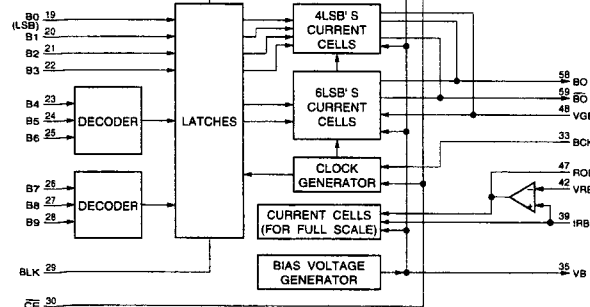 B0 19
(LSB)
B1 20
B2 21
B3 22
B4 23
B5 24
B6 25
DECODER
B7 26
B8 27
B9 28
DECODER
BLK 29
CE 30
LATCHES
4LSB'S
CURRENT
CELLS
6LSB'S
CURRENT
CELLS
CLOCK
GENERATOR
CURRENT CELLS
(FOR FULL SCALE)
BIAS VOLTAGE
GENERATOR
58 BO
59 BO
48
33
47
42
39 IRB
35 VB